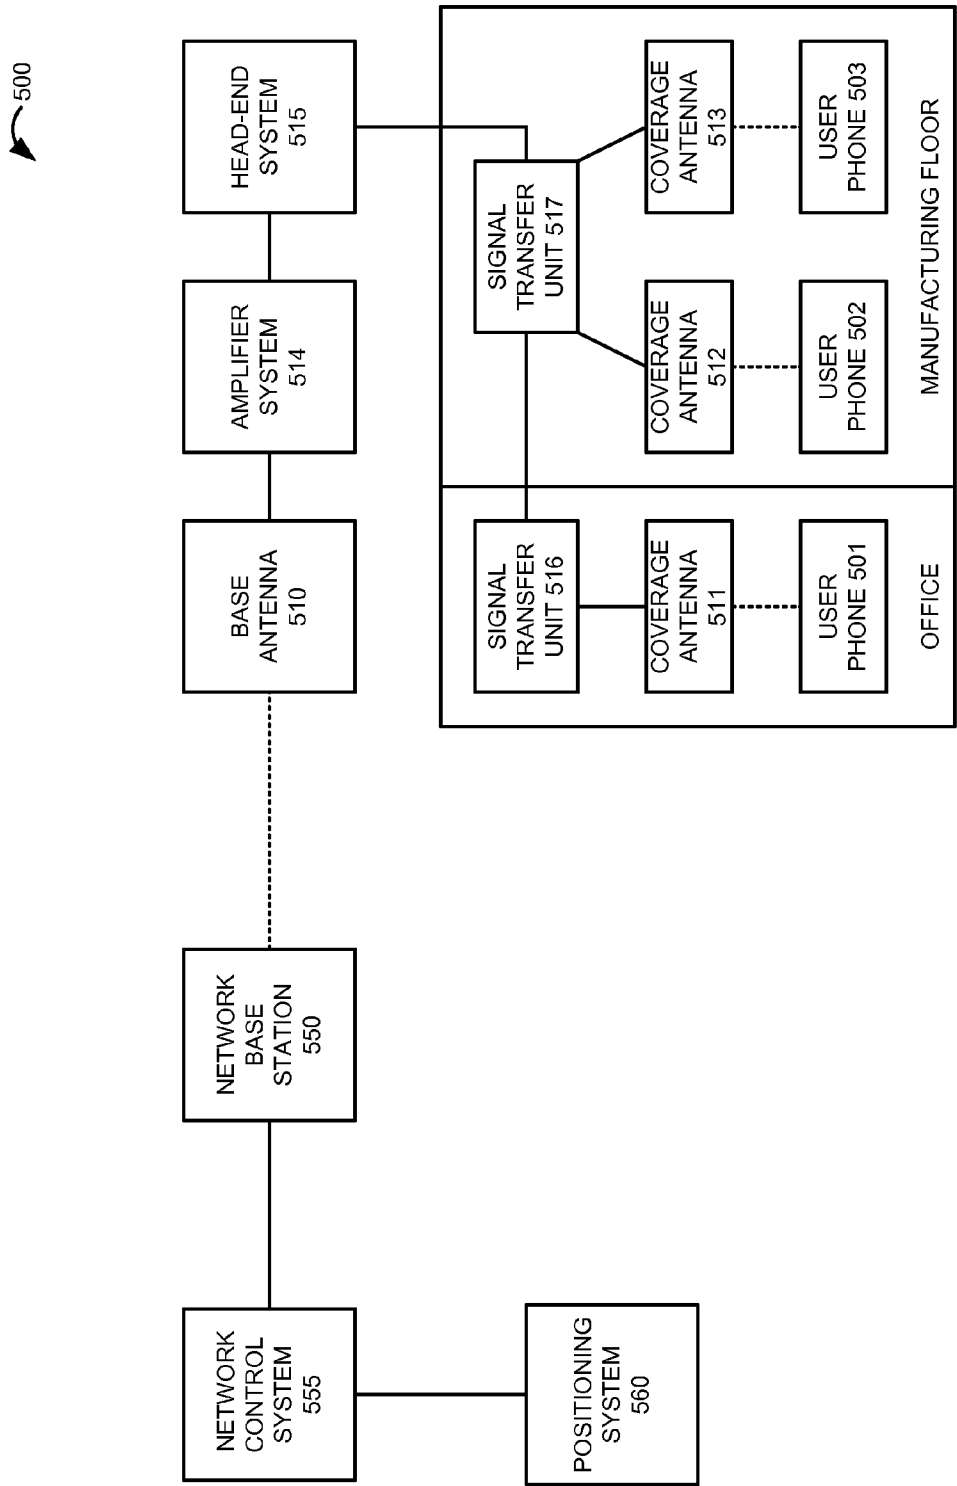 500
NETWORK
CONTROL
SYSTEM
555
NETWORK
BASE
STATION
550
BASE
ANTENNA
510
AMPLIFIER
SYSTEM
514
HEAD-END
SYSTEM
515
POSITIONING
SYSTEM
560
SIGNAL
TRANSFER
UNIT 516
SIGNAL
TRANSFER
UNIT 517
COVERAGE
ANTENNA
511
COVERAGE
ANTENNA
512
COVERAGE
ANTENNA
513
USER
PHONE 501
USER
PHONE 502
USER
PHONE 503
OFFICE
MANUFACTURING FLOOR